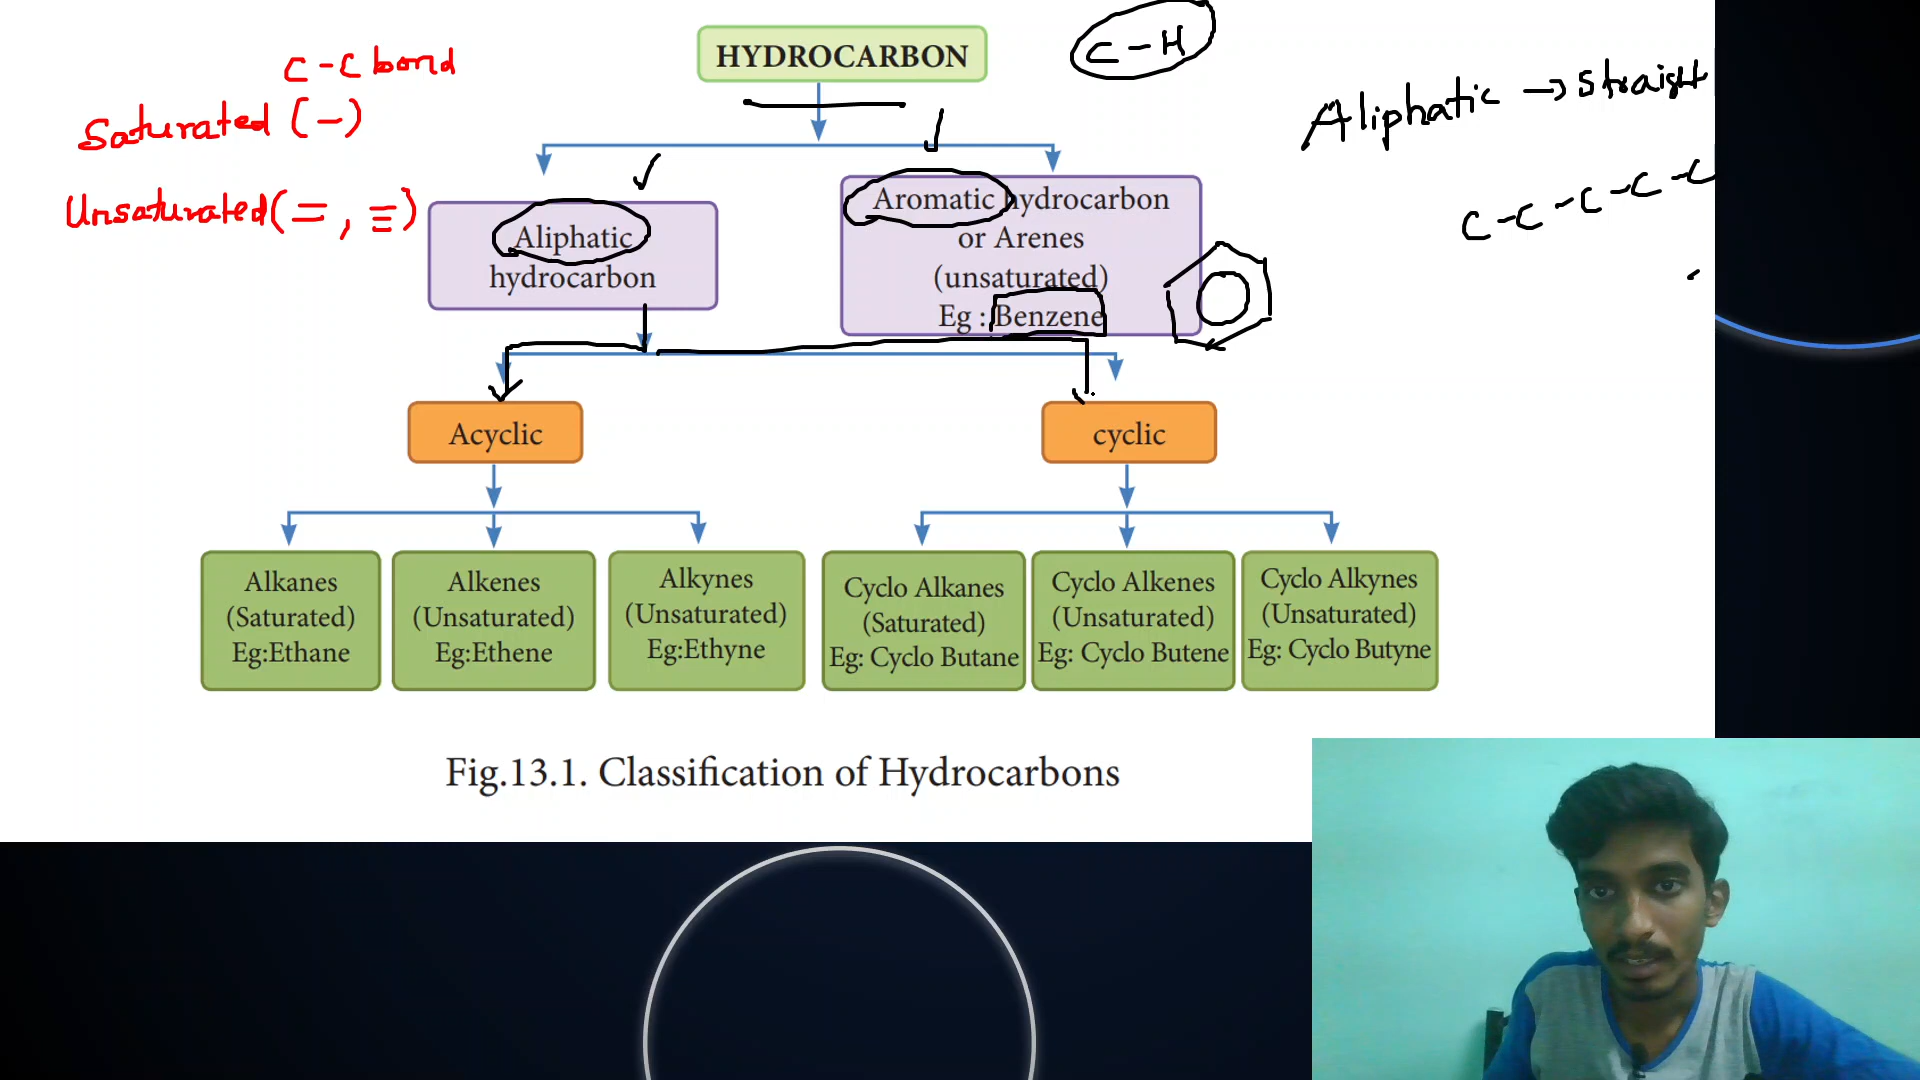 HYDROCARBON
C - H
C - C bond
Saturated (-)
Unsaturated (=, ≡)
Aliphatic → straight
C - C - C - C - C
Aliphatic
hydrocarbon
Aromatic hydrocarbon
or Arenes
(unsaturated)
Eg : Benzene
Acyclic
cyclic
Alkanes
(Saturated)
Eg:Ethane
Alkenes
(Unsaturated)
Eg:Ethene
Alkynes
(Unsaturated)
Eg:Ethyne
Cyclo Alkanes
(Saturated)
Eg: Cyclo Butane
Cyclo Alkenes
(Unsaturated)
Eg: Cyclo Butene
Cyclo Alkynes
(Unsaturated)
Eg: Cyclo Butyne
Fig.13.1. Classification of Hydrocarbons